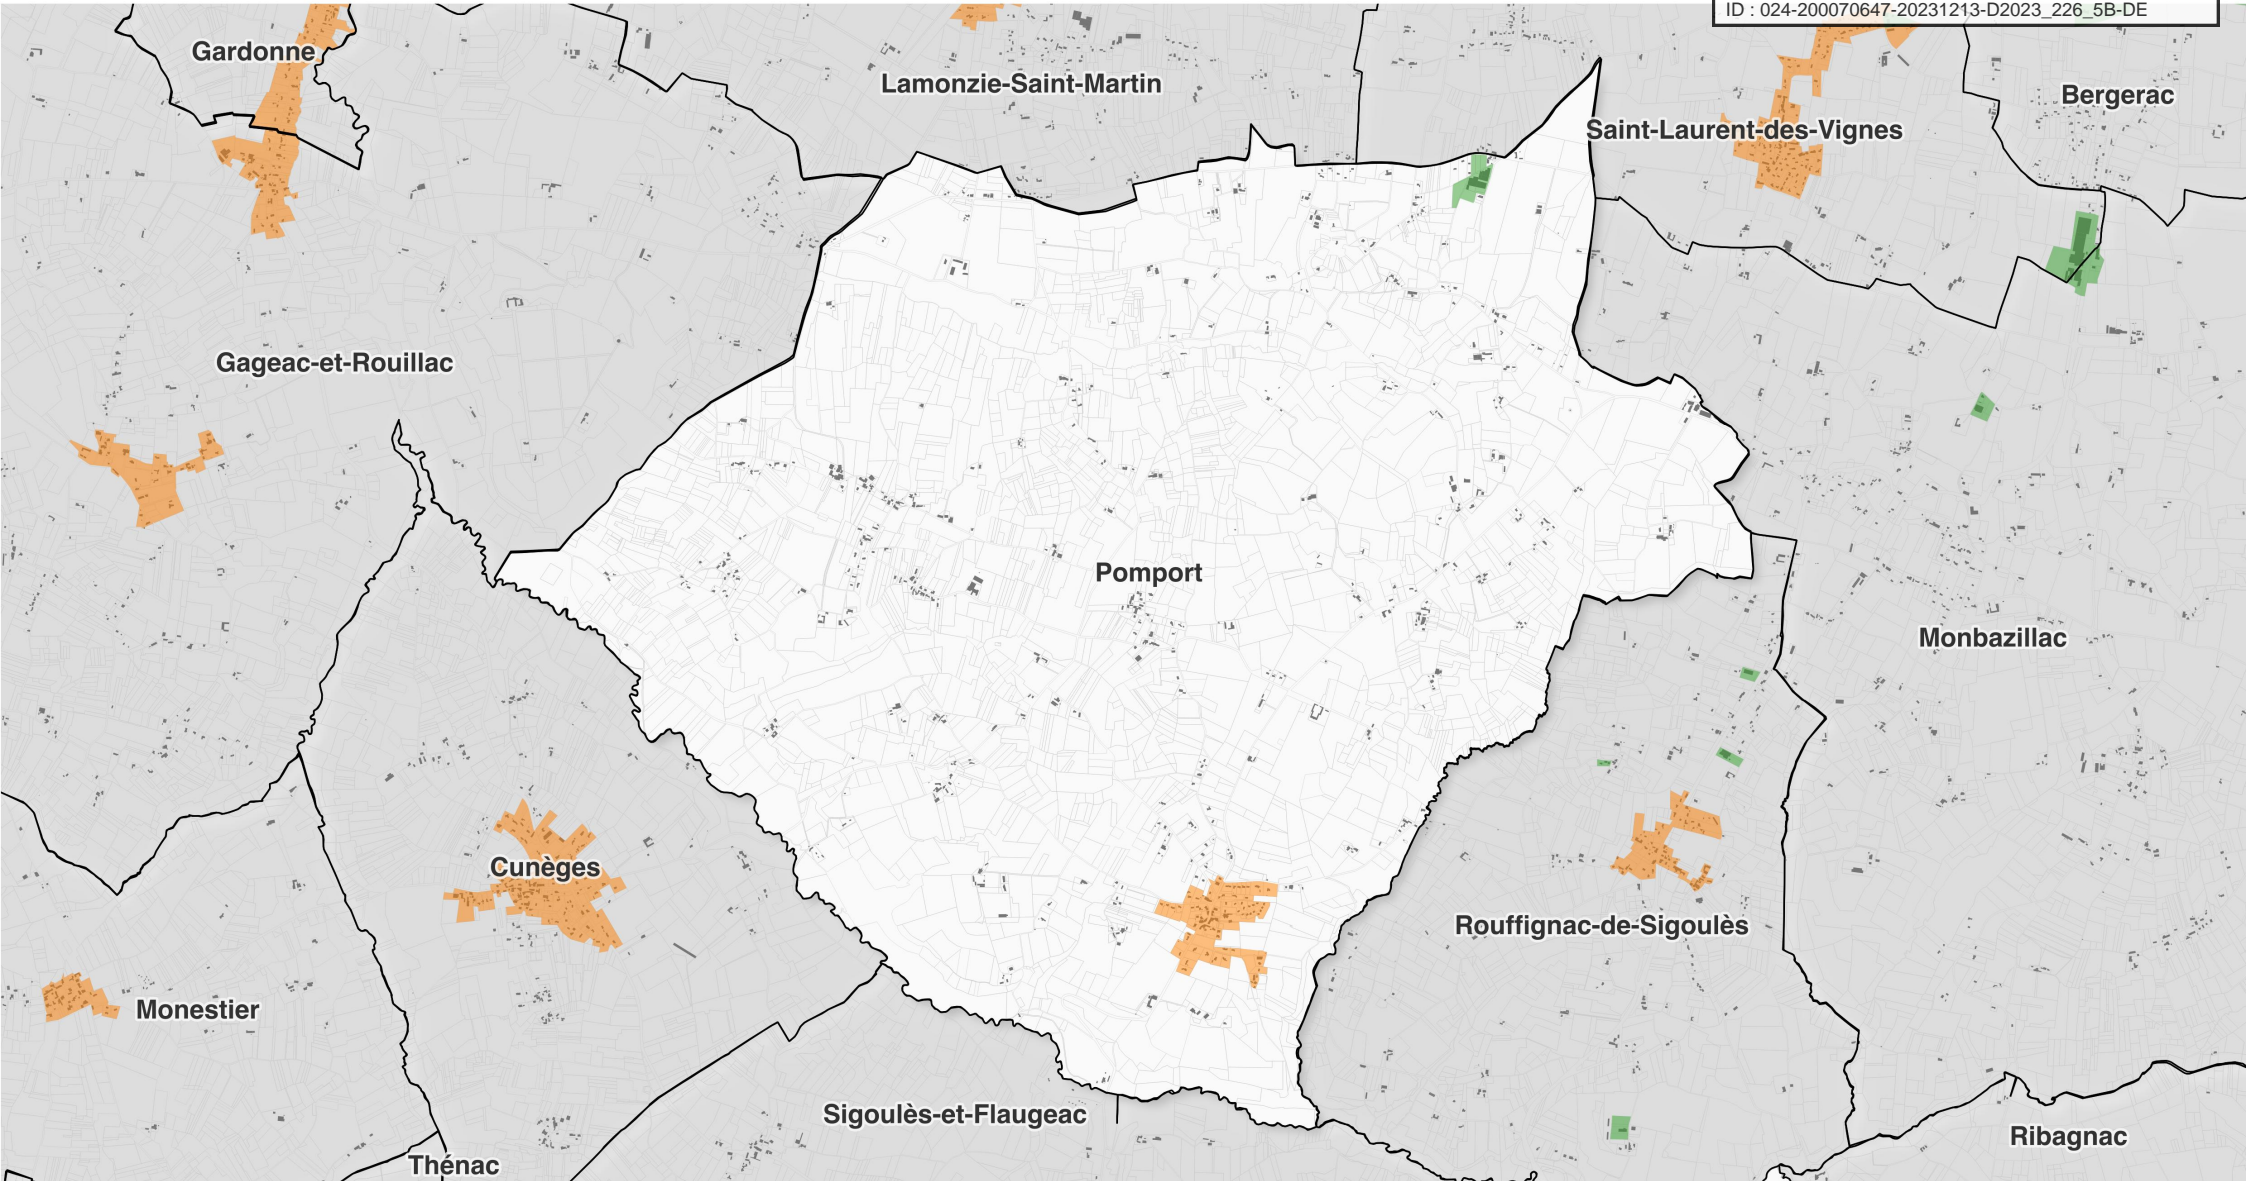 ID : 024-200070647-20231213-D2023_226_5B-DE
Gardonne
Lamonzie-Saint-Martin
Bergerac
Saint-Laurent-des-Vignes
Gageac-et-Rouillac
Pomport
Monbazillac
Cunèges
Rouffignac-de-Sigoulès
Monestier
Sigoulès-et-Flaugeac
Ribagnac
Thénac